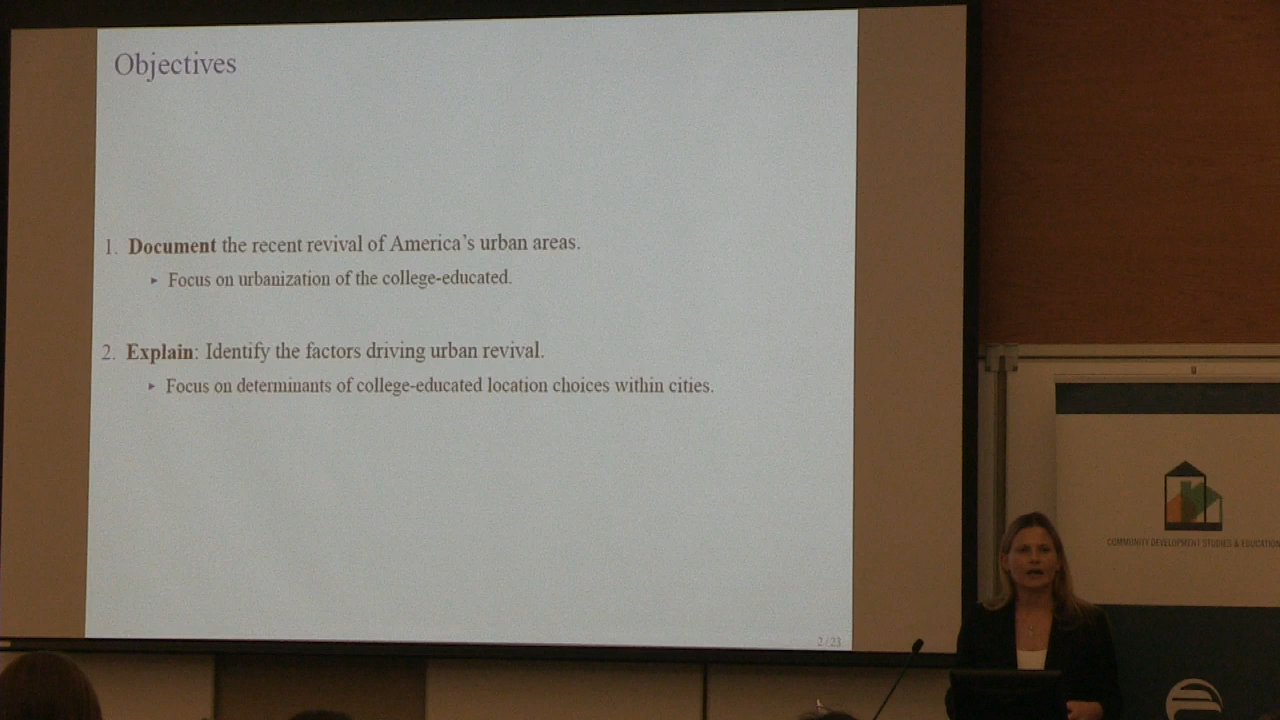 Objectives
1. Document the recent revival of America's urban areas.
▸ Focus on urbanization of the college-educated.
2. Explain: Identify the factors driving urban revival.
▸ Focus on determinants of college-educated location choices within cities.
2/23
COMMUNITY DEVELOPMENT STUDIES & EDUCATION